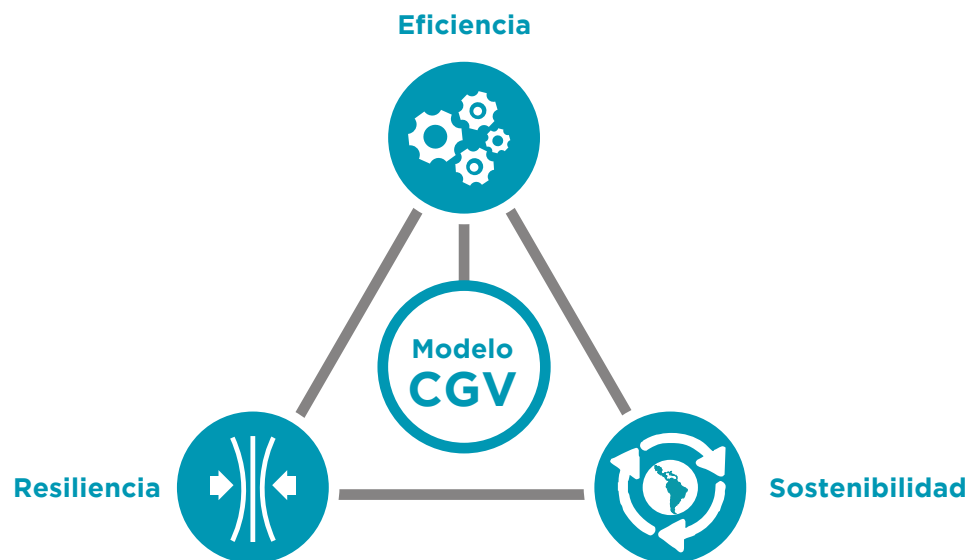 Eficiencia
Modelo
CGV
Resiliencia
Sostenibilidad